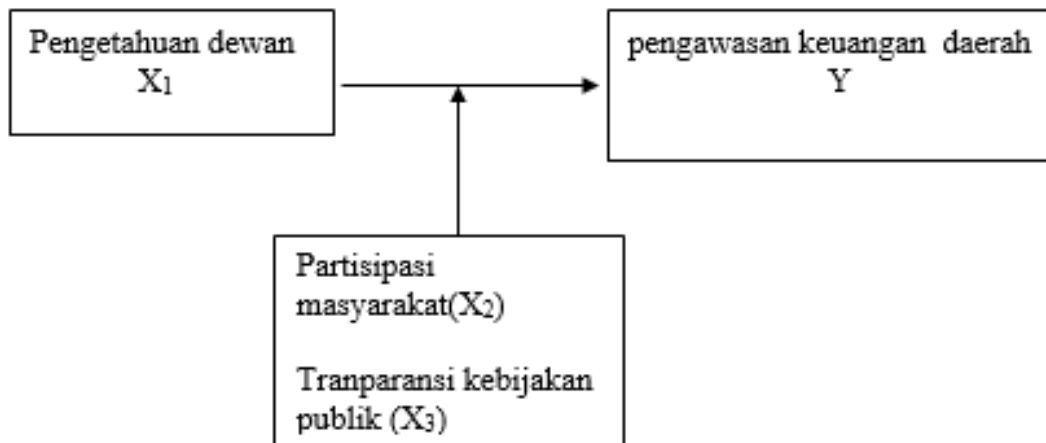 Pengetahuan dewan
X₁
pengawasan keuangan daerah
Y
Partisipasi
masyarakat(X₂)
Tranparansi kebijakan
publik (X₃)